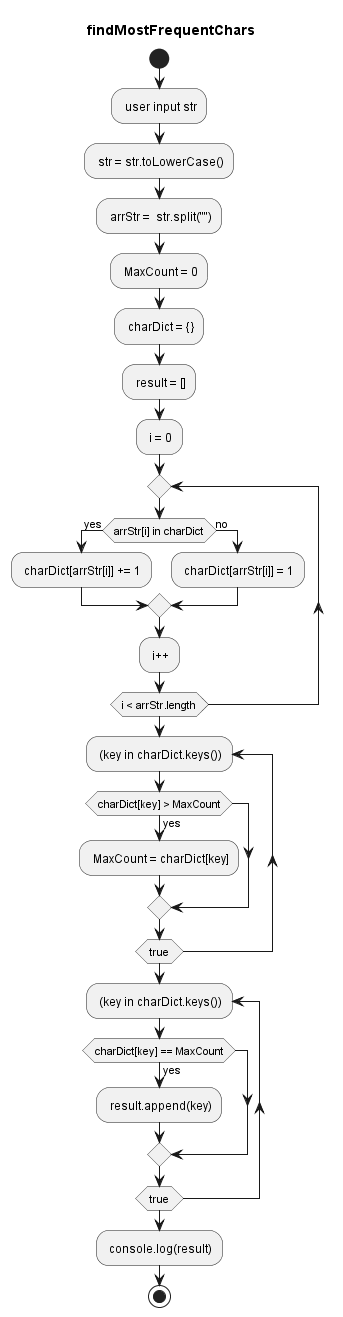 findMostFrequentChars
user input str
str = str.toLowerCase()
arrStr =  str.split("")
MaxCount = 0
charDict = {}
result = []
i = 0
yes
arrStr[i] in charDict
no
charDict[arrStr[i]] += 1
charDict[arrStr[i]] = 1
i++
i < arrStr.length
(key in charDict.keys())
charDict[key] > MaxCount
yes
MaxCount = charDict[key]
true
(key in charDict.keys())
charDict[key] == MaxCount
yes
result.append(key)
true
console.log(result)